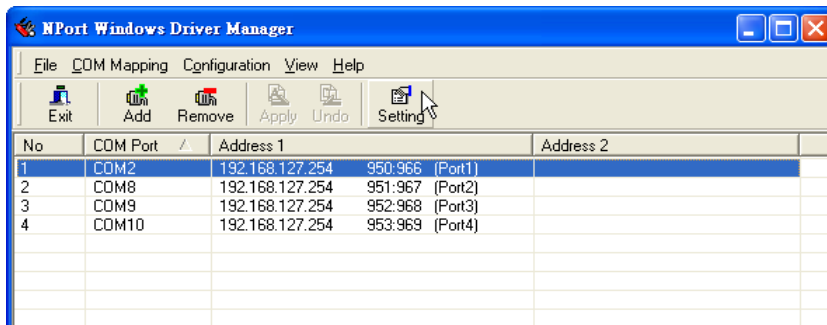 NPort Windows Driver Manager
File COM Mapping Configuration View Help
Exit Add Remove Apply Undo Setting
No COM Port Address 1 Address 2
1 COM2 192.168.127.254 950:966 (Port1)
2 COM8 192.168.127.254 951:967 (Port2)
3 COM9 192.168.127.254 952:968 (Port3)
4 COM10 192.168.127.254 953:969 (Port4)